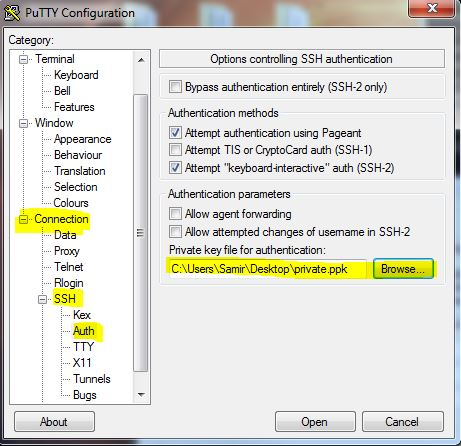 PuTTY Configuration
Category:
Terminal
Keyboard
Bell
Features
Window
Appearance
Behaviour
Translation
Selection
Colours
Connection
Data
Proxy
Telnet
Rlogin
SSH
Kex
Auth
TTY
X11
Tunnels
Bugs
Options controlling SSH authentication
Bypass authentication entirely (SSH-2 only)
Authentication methods
Attempt authentication using Pageant
Attempt TIS or CryptoCard auth (SSH-1)
Attempt "keyboard-interactive" auth (SSH-2)
Authentication parameters
Allow agent forwarding
Allow attempted changes of username in SSH-2
Private key file for authentication:
C:\Users\Samir\Desktop\private.ppk
Browse...
About
Open
Cancel